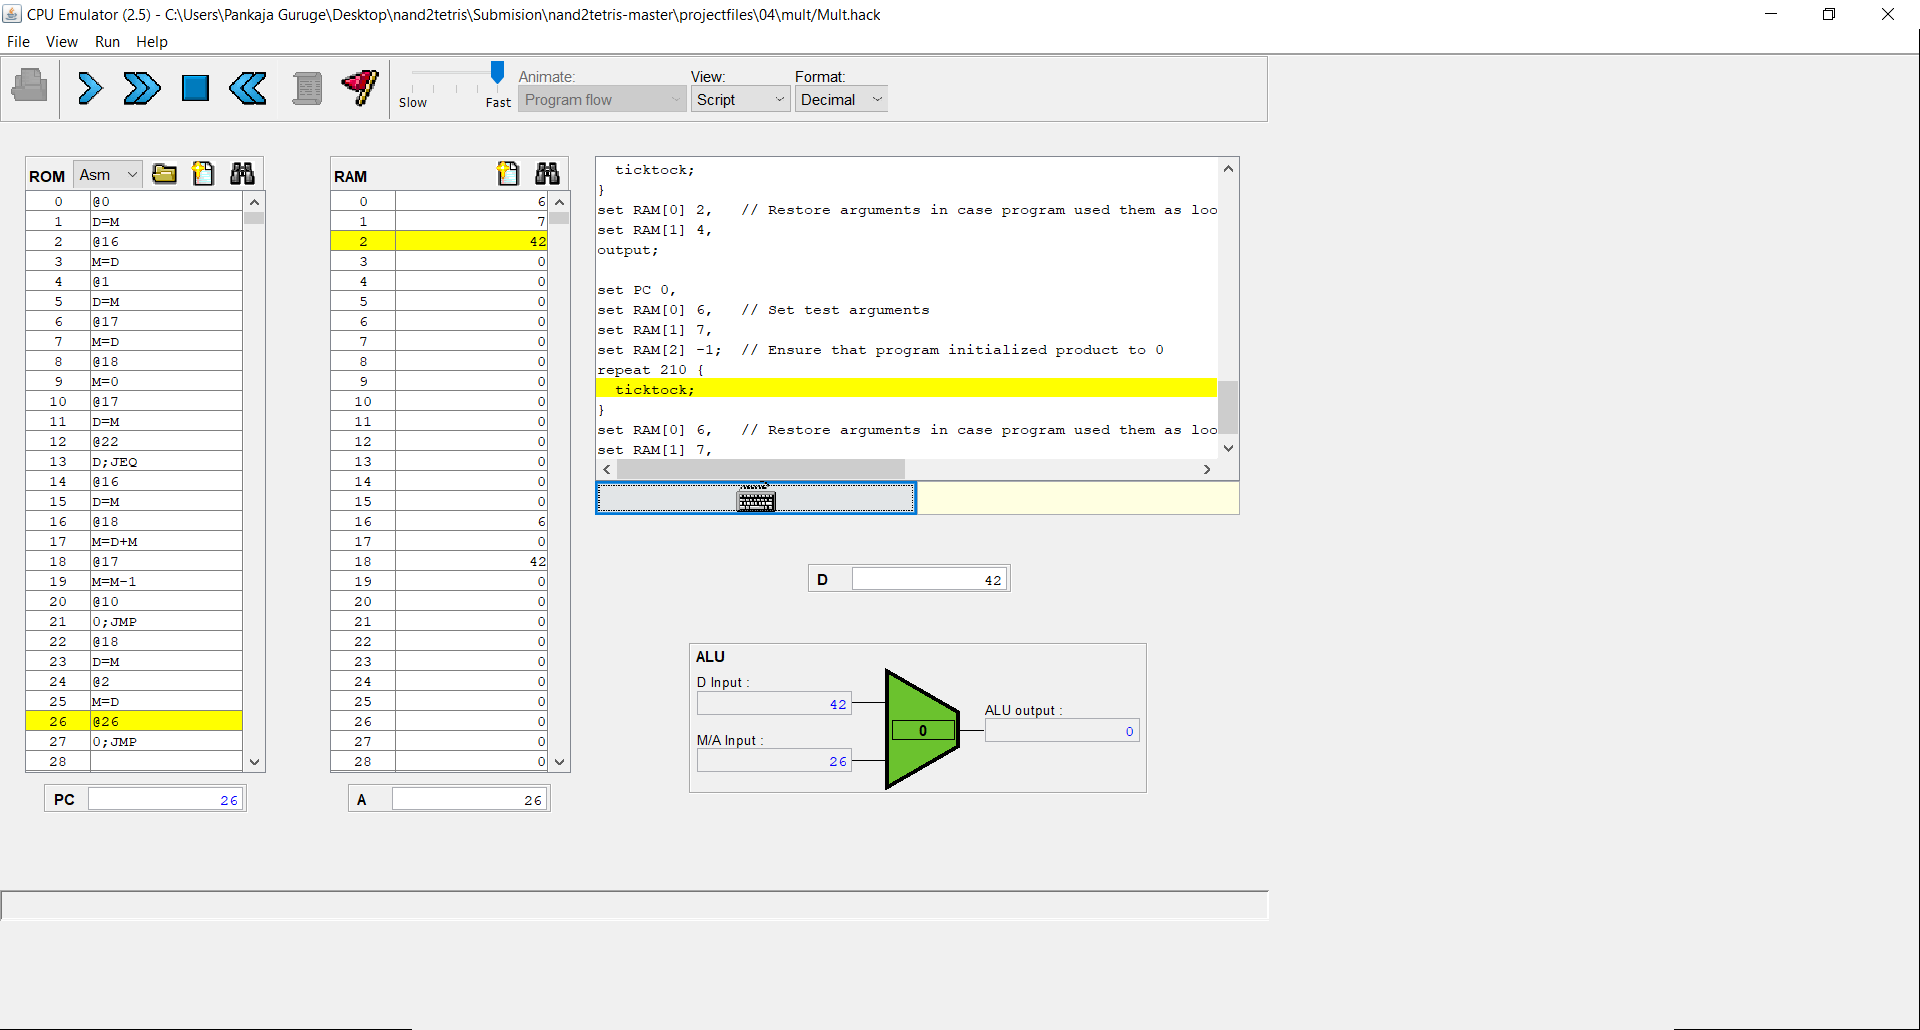 CPU Emulator (2.5) - C:\Users\Pankaja Guruge\Desktop\nand2tetris\Submision\nand2tetris-master\projectfiles\04\mult/Mult.hack
File View Run Help
Slow Fast
Animate:
Program flow
View:
Script
Format:
Decimal
ROM Asm
0 @0
1 D=M
2 @16
3 M=D
4 @1
5 D=M
6 @17
7 M=D
8 @18
9 M=0
10 @17
11 D=M
12 @22
13 D;JEQ
14 @16
15 D=M
16 @18
17 M=D+M
18 @17
19 M=M-1
20 @10
21 0;JMP
22 @18
23 D=M
24 @2
25 M=D
26 @26
27 0;JMP
28
PC 26
RAM
0 6
1 7
2 42
3 0
4 0
5 0
6 0
7 0
8 0
9 0
10 0
11 0
12 0
13 0
14 0
15 0
16 6
17 0
18 42
19 0
20 0
21 0
22 0
23 0
24 0
25 0
26 0
27 0
28 0
A 26
ticktock;
}
set RAM[0] 2, // Restore arguments in case program used them as loo
set RAM[1] 4,
output;
set PC 0,
set RAM[0] 6, // Set test arguments
set RAM[1] 7,
set RAM[2] -1; // Ensure that program initialized product to 0
repeat 210 {
ticktock;
}
set RAM[0] 6, // Restore arguments in case program used them as loo
set RAM[1] 7,
D 42
ALU
D Input :
42
M/A Input :
26
0
ALU output :
0